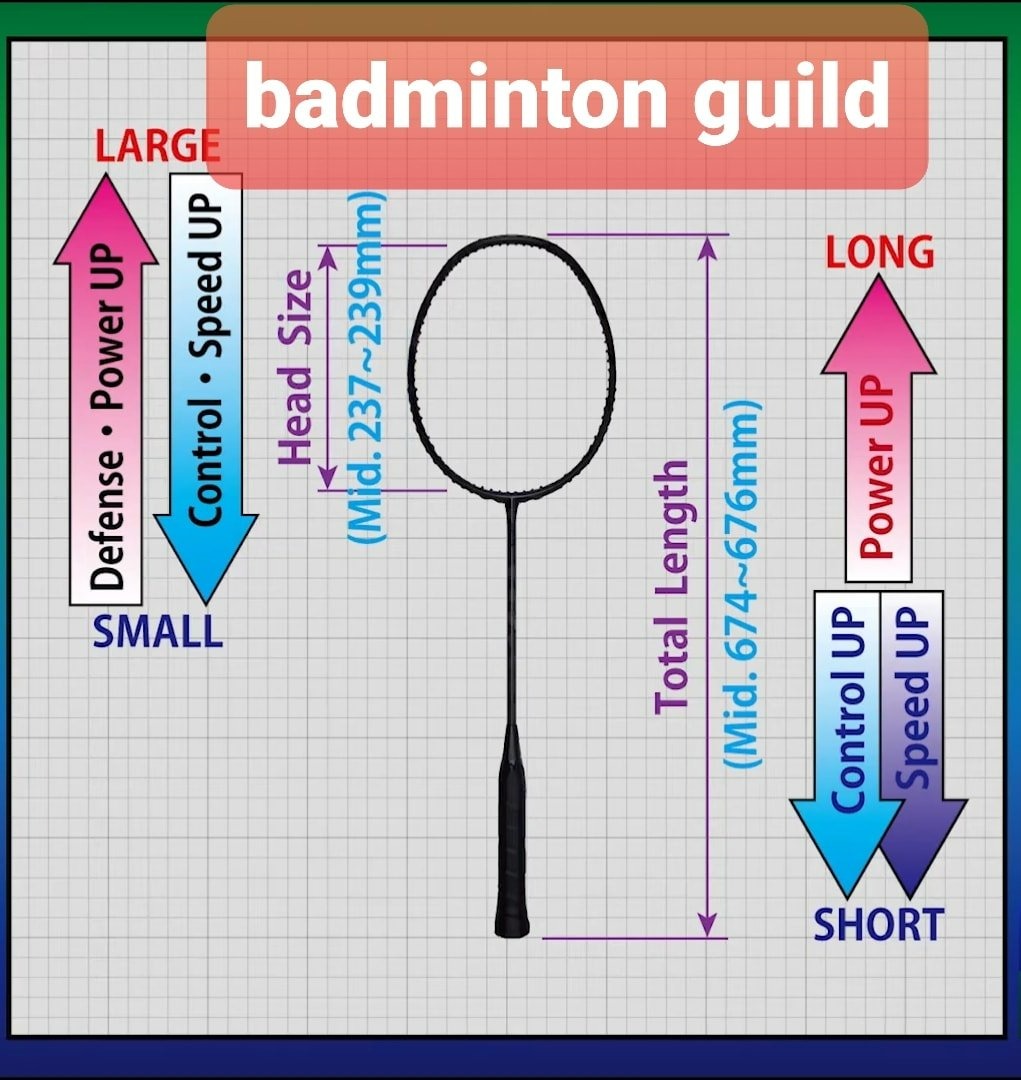 badminton guild
LARGE
Defense • Power UP
Control • Speed UP
SMALL
Head Size
(Mid. 237~239mm)
Total Length
(Mid. 674~676mm)
LONG
Power UP
Control UP
Speed UP
SHORT